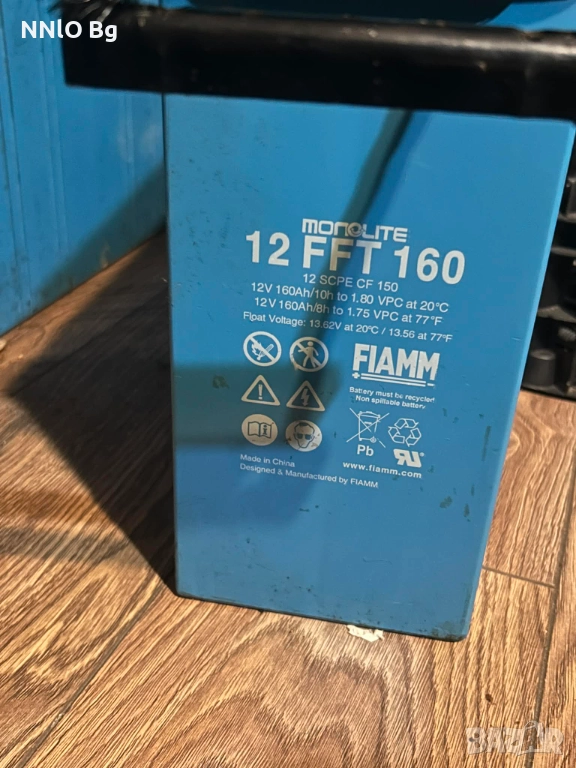 NNlO Bg
MONOLITE
12 FFT 160
12 SCPE CF 150
12V 160Ah/10h to 1.80 VPC at 20°C
12V 160Ah/8h to 1.75 VPC at 77°F
Float Voltage: 13.62V at 20°C / 13.56 at 77°F
FIAMM
Battery must be recycled
Non spillable battery
Pb
www.fiamm.com
Made in China
Designed & Manufactured by FIAMM
BAZAR